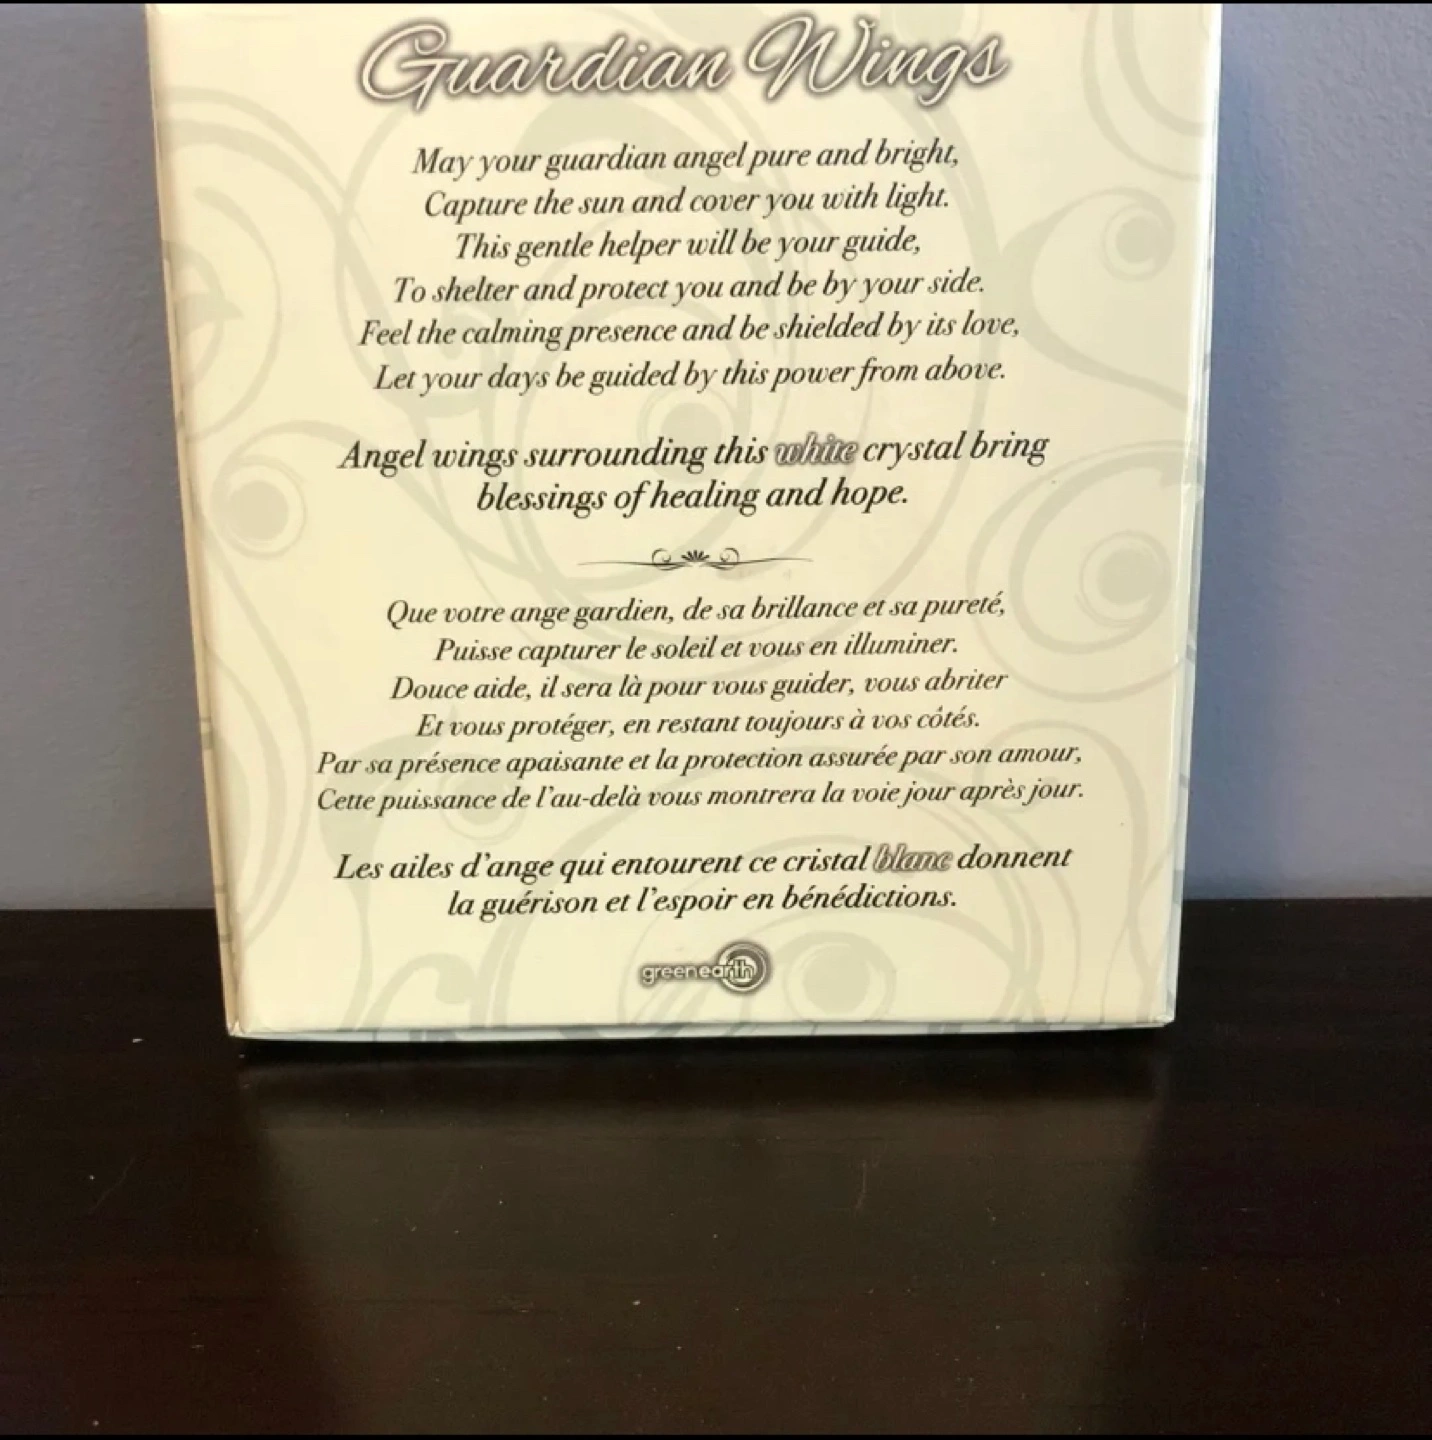 Guardian Wings
May your guardian angel pure and bright,
Capture the sun and cover you with light.
This gentle helper will be your guide,
To shelter and protect you and be by your side.
Feel the calming presence and be shielded by its love,
Let your days be guided by this power from above.
Angel wings surrounding this white crystal bring
blessings of healing and hope.
Que votre ange gardien, de sa brillance et sa pureté,
Puisse capturer le soleil et vous en illuminer.
Douce aide, il sera là pour vous guider, vous abriter
Et vous protéger, en restant toujours à vos côtés.
Par sa présence apaisante et la protection assurée par son amour,
Cette puissance de l'au-delà vous montrera la voie jour après jour.
Les ailes d'ange qui entourent ce cristal blanc donnent
la guérison et l'espoir en bénédictions.
greenearth